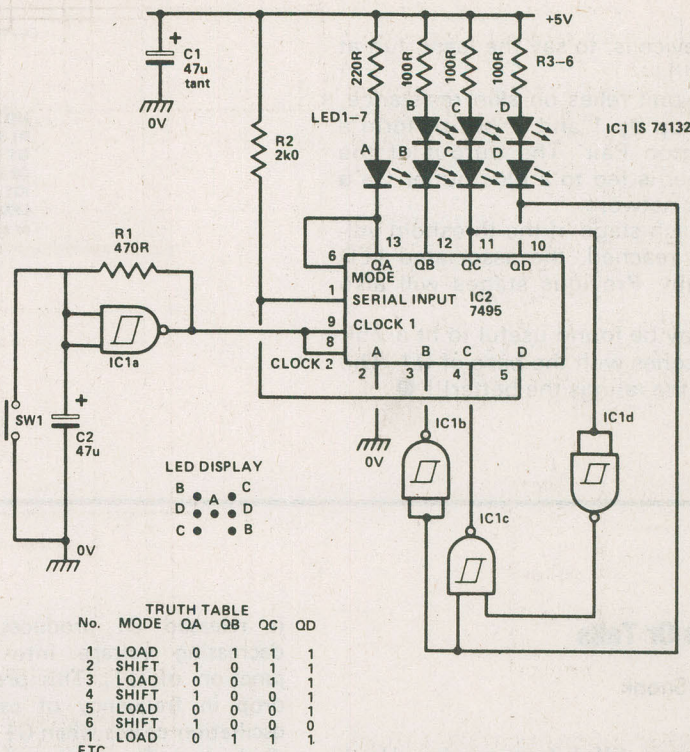 +5V
+
C1
47u
tant
0V
220R
100R
100R
100R
R3–6
R2
2k0
LED1–7
B
C
A
B
C
D
IC1 IS 74132
R1
470R
13
12
11
10
6
QA
QB
QC
QD
MODE
1
SERIAL INPUT
IC2
7495
9
CLOCK 1
8
CLOCK 2
A
B
C
D
2
3
4
5
IC1a
SW1
+
C2
47u
0V
0V
IC1b
IC1c
IC1d
LED DISPLAY
B
C
A
D
D
C
B
TRUTH TABLE
No. MODE QA QB QC QD
1 LOAD 0 1 1 1
2 SHIFT 1 0 1 1
3 LOAD 0 1 0 1
4 SHIFT 1 0 0 1
5 LOAD 0 1 0 0
6 SHIFT 1 0 0 0
0 LOAD 0 1 1 1
ETC